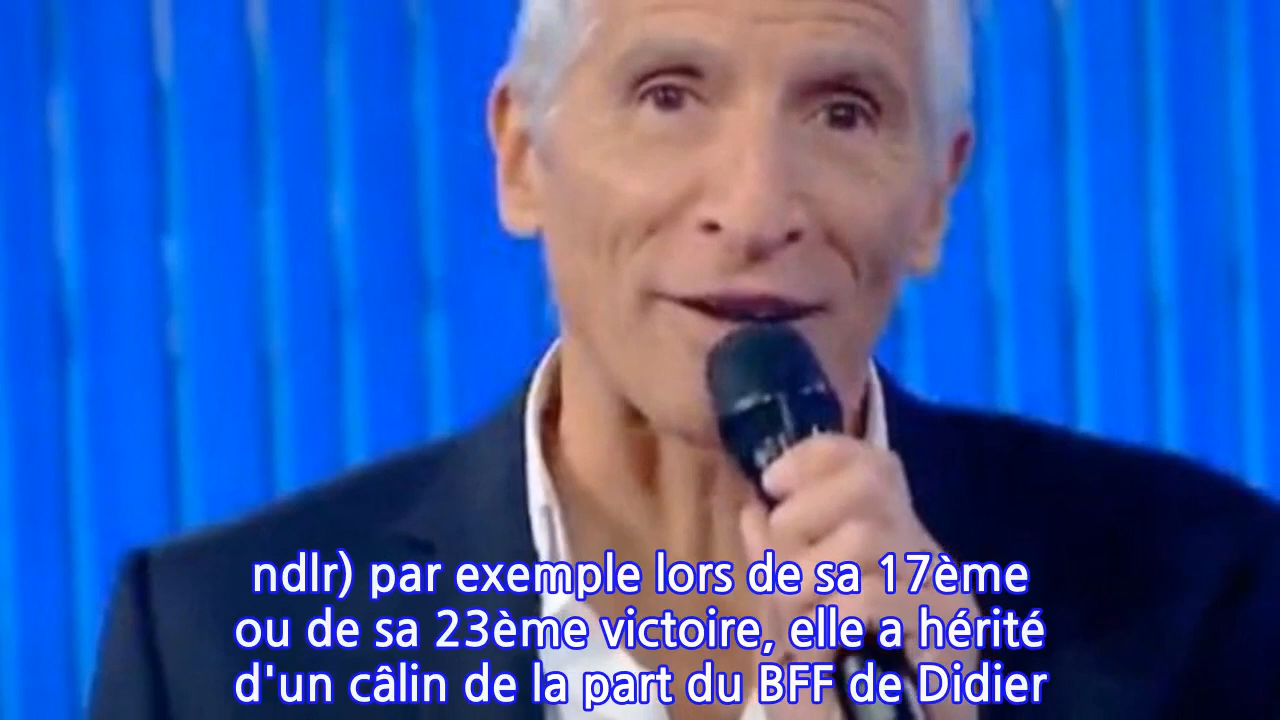 ndlr) par exemple lors de sa 17ème
ou de sa 23ème victoire, elle a hérité
d'un câlin de la part du BFF de Didier